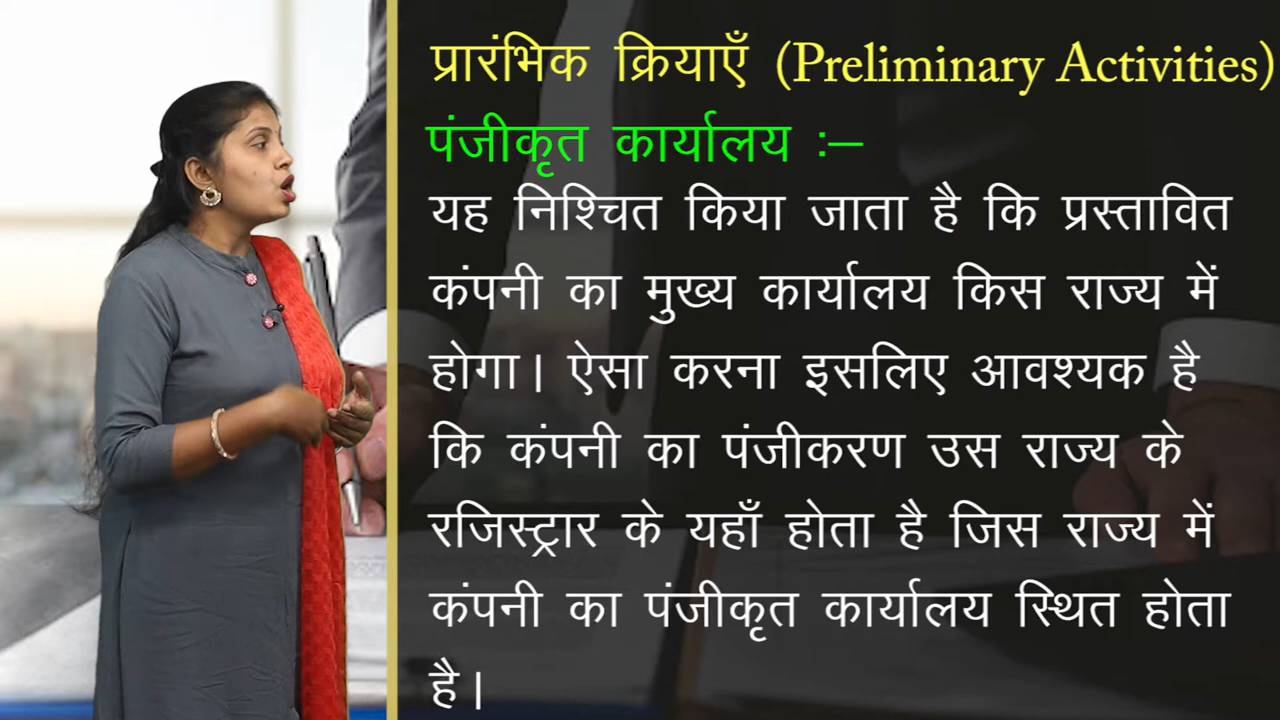 प्रारंभिक क्रियाएँ (Preliminary Activities)
पंजीकृत कार्यालय :–
यह निश्चित किया जाता है कि प्रस्तावित
कंपनी का मुख्य कार्यालय किस राज्य में
होगा। ऐसा करना इसलिए आवश्यक है
कि कंपनी का पंजीकरण उस राज्य के
रजिस्ट्रार के यहाँ होता है जिस राज्य में
कंपनी का पंजीकृत कार्यालय स्थित होता
है।